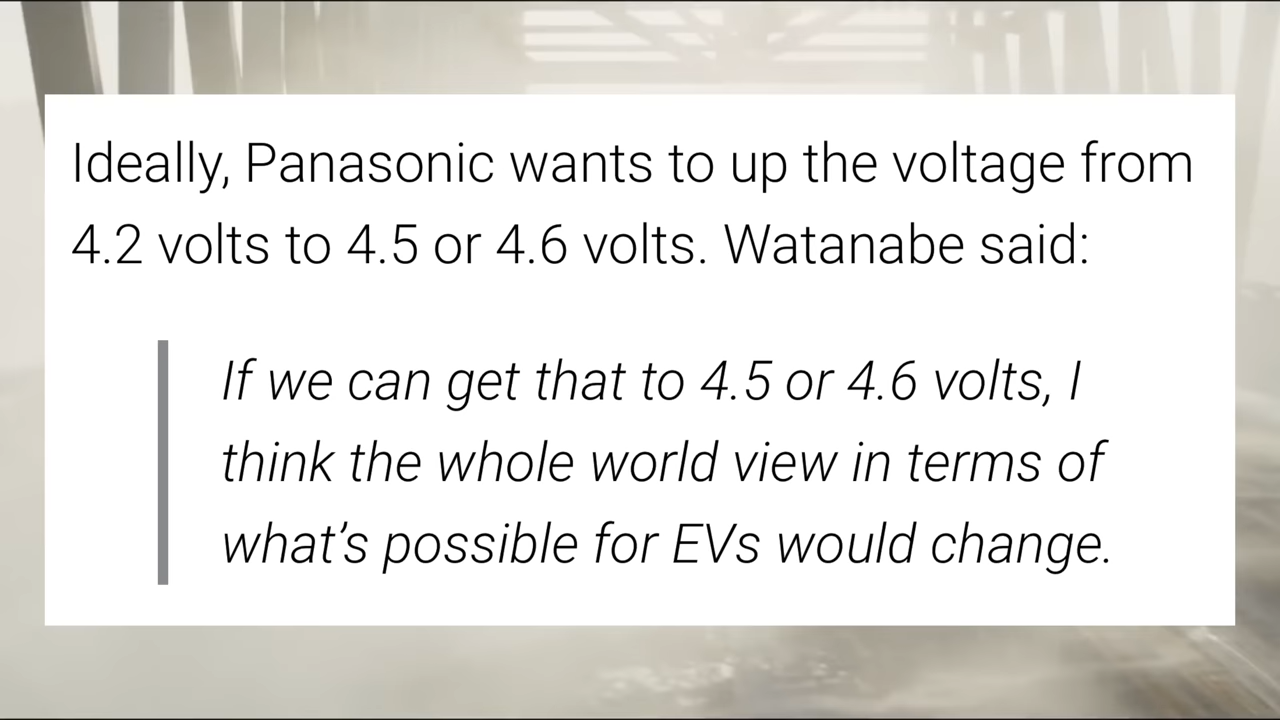 Ideally, Panasonic wants to up the voltage from
4.2 volts to 4.5 or 4.6 volts. Watanabe said:
If we can get that to 4.5 or 4.6 volts, I
think the whole world view in terms of
what’s possible for EVs would change.